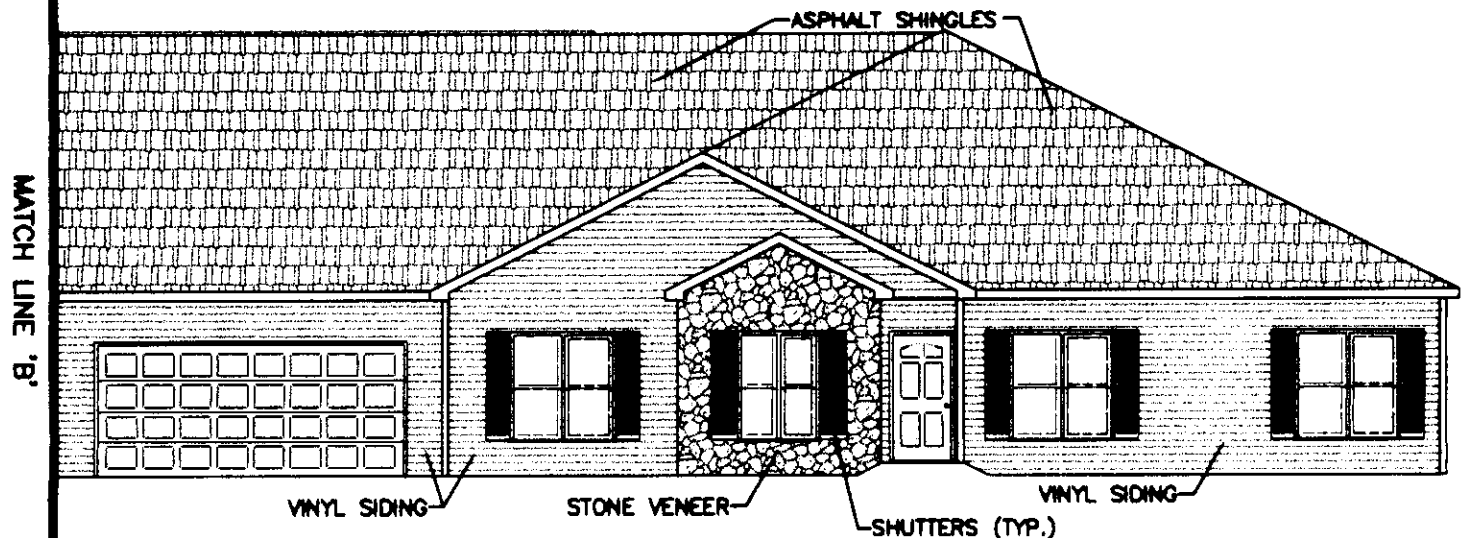 ASPHALT SHINGLES
MATCH LINE 'B'
VINYL SIDING
STONE VENEER
VINYL SIDING
SHUTTERS (TYP.)